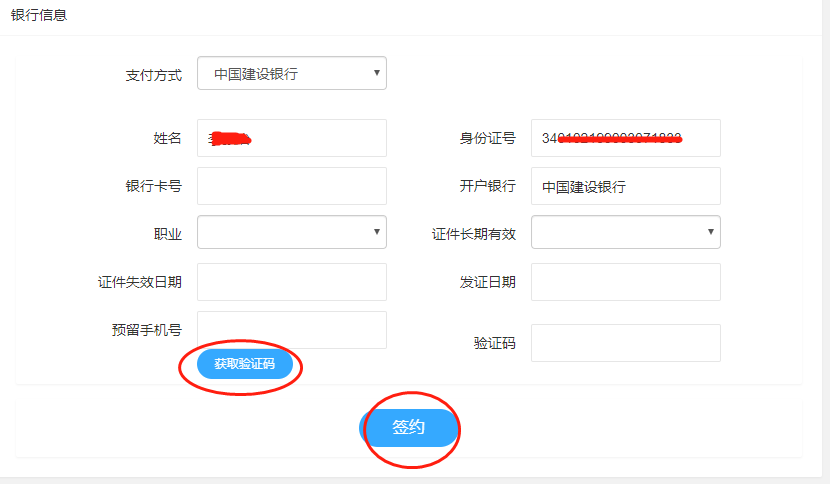 银行信息
支付方式 中国建设银行
姓名
身份证号 34
银行卡号
开户银行 中国建设银行
职业
证件长期有效
证件失效日期
发证日期
预留手机号
获取验证码
验证码
签约